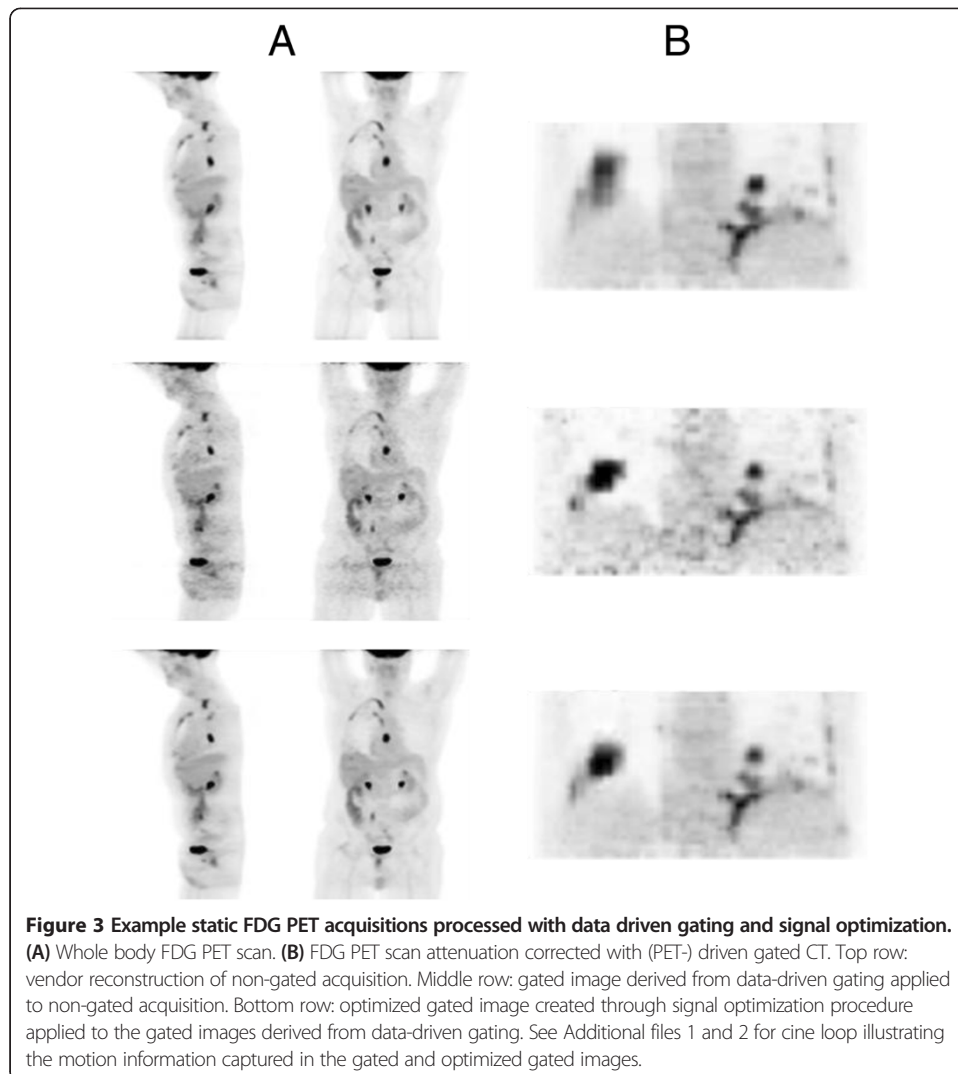 A
B
Figure 3 Example static FDG PET acquisitions processed with data driven gating and signal optimization.
(A) Whole body FDG PET scan. (B) FDG PET scan attenuation corrected with (PET-) driven gated CT. Top row:
vendor reconstruction of non-gated acquisition. Middle row: gated image derived from data-driven gating applied
to non-gated acquisition. Bottom row: optimized gated image created through signal optimization procedure
applied to the gated images derived from data-driven gating. See Additional files 1 and 2 for cine loop illustrating
the motion information captured in the gated and optimized gated images.